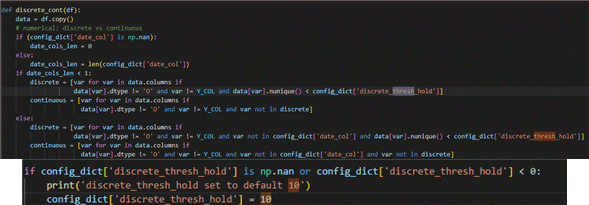 def discrete_cont(df):
    data = df.copy()
    # numerical: discrete vs continuous
    if (config_dict['date_col'] is np.nan):
        date_cols_len = 0
    else:
        date_cols_len = len(config_dict['date_col'])
    if date_cols_len < 1:
        discrete = [var for var in data.columns if
                    data[var].dtype != 'O' and var != Y_COL and data[var].nunique() < config_dict['discrete_thresh_hold']]
        continuous = [var for var in data.columns if
                    data[var].dtype != 'O' and var != Y_COL and var not in discrete]
    else:
        discrete = [var for var in data.columns if
                    data[var].dtype != 'O' and var != Y_COL and var not in config_dict['date_col'] and data[var].nunique() < config_dict['discrete_thresh_hold']]
        continuous = [var for var in data.columns if
                    data[var].dtype != 'O' and var != Y_COL and var not in config_dict['date_col'] and var not in discrete]
if config_dict['discrete_thresh_hold'] is np.nan or config_dict['discrete_thresh_hold'] < 0:
    print('discrete_thresh_hold set to default 10')
    config_dict['discrete_thresh_hold'] = 10